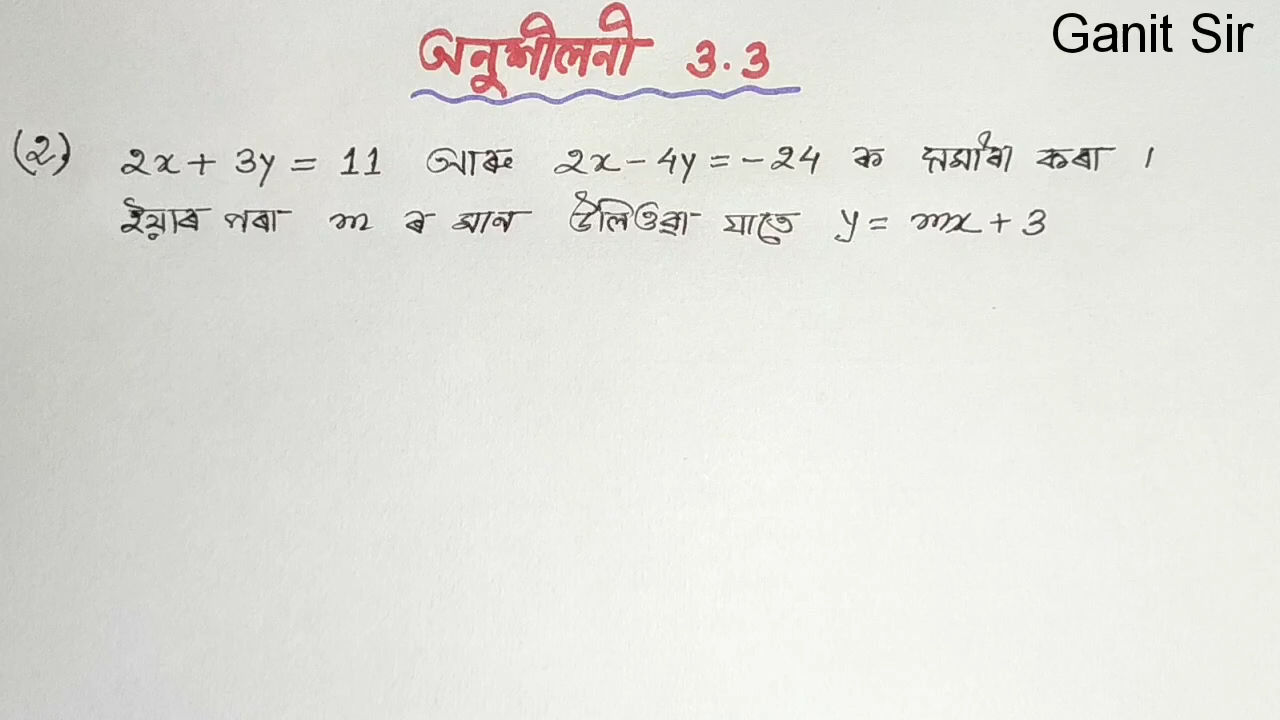 Ganit Sir
অনুশীলনী 3.3
(2) 2x + 3y = 11 আৰু 2x - 4y = - 24 ক সমাধা কৰা ।
ইয়াৰ পৰা m ৰ মান উলিওৱা যাতে y = mx + 3